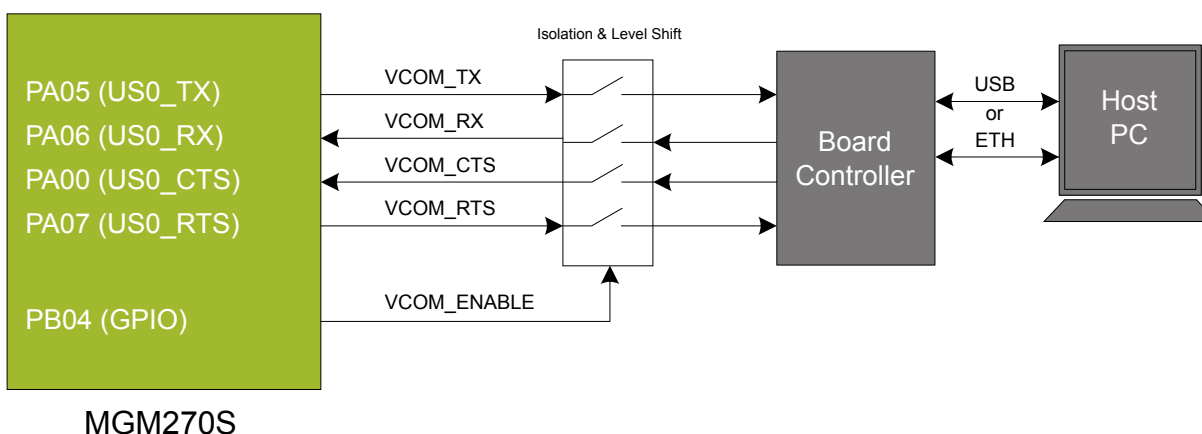 Isolation & Level Shift
PA05 (US0_TX)
PA06 (US0_RX)
PA00 (US0_CTS)
PA07 (US0_RTS)
PB04 (GPIO)
MGM270S
VCOM_TX
VCOM_RX
VCOM_CTS
VCOM_RTS
VCOM_ENABLE
Board
Controller
USB
or
ETH
Host
PC